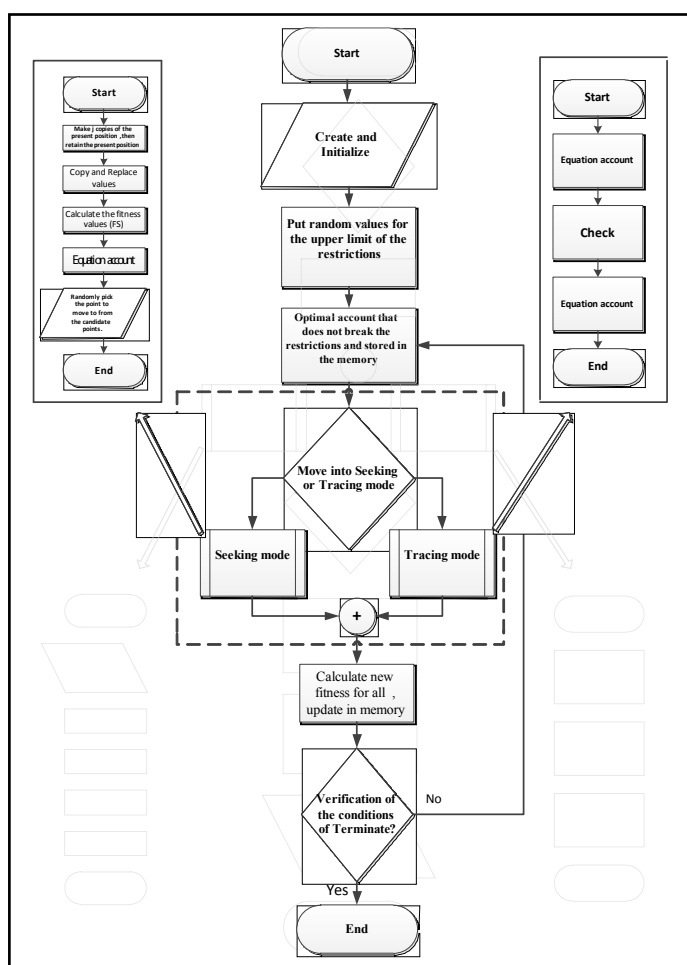 Start
Make j copies of the
present position ,then
retain the present position
Copy and Replace
values
Calculate the fitness
values (FS)
Equation account
Randomly pick
the point to
move to from
the candidate
points.
End
Start
Create and
Initialize
Put random values for
the upper limit of the
restrictions
Optimal account that
does not break the
restrictions and stored in
the memory
Move into Seeking
or Tracing mode
Seeking mode
Tracing mode
+
Calculate new
fitness for all ,
update in memory
Verification of
the conditions
of Terminate?
No
Yes
End
Start
Equation account
Check
Equation account
End